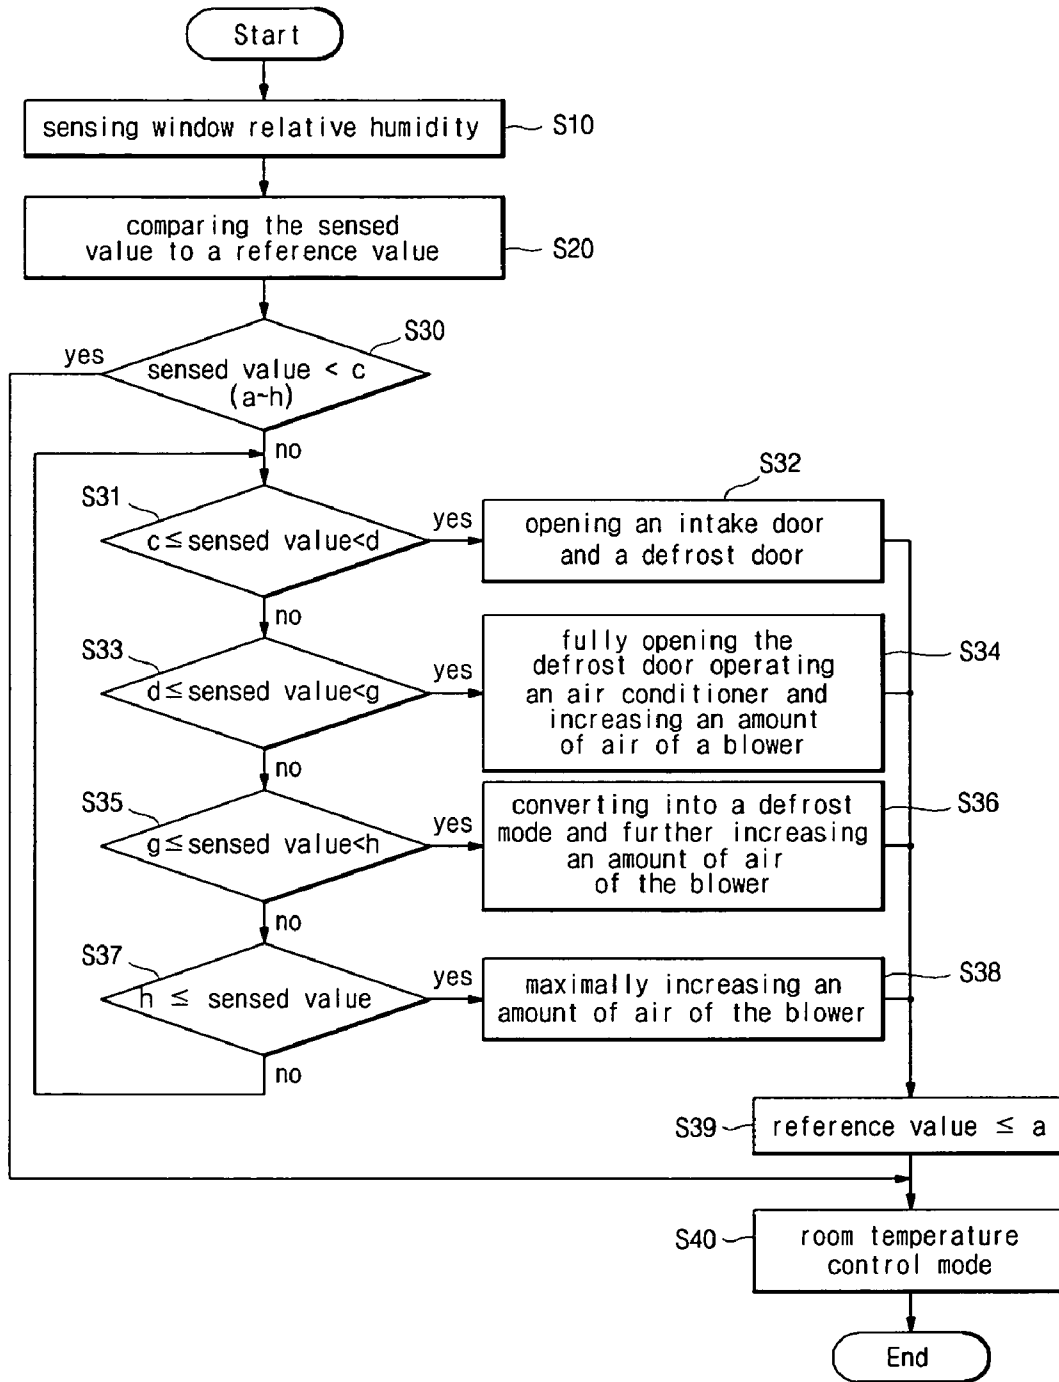 Start
sensing window relative humidity
S10
comparing the sensed
value to a reference value
S20
S30
yes
sensed value < c
(a~h)
no
S31
c≤sensed value<d
yes
S32
opening an intake door
and a defrost door
no
S33
d≤sensed value<g
yes
fully opening the
defrost door operating
an air conditioner and
increasing an amount
of air of a blower
S34
no
S35
g≤sensed value<h
yes
converting into a defrost
mode and further increasing
an amount of air
of the blower
S36
no
S37
h ≤ sensed value
yes
maximally increasing an
amount of air of the blower
S38
no
S39
reference value ≤ a
S40
room temperature
control mode
End